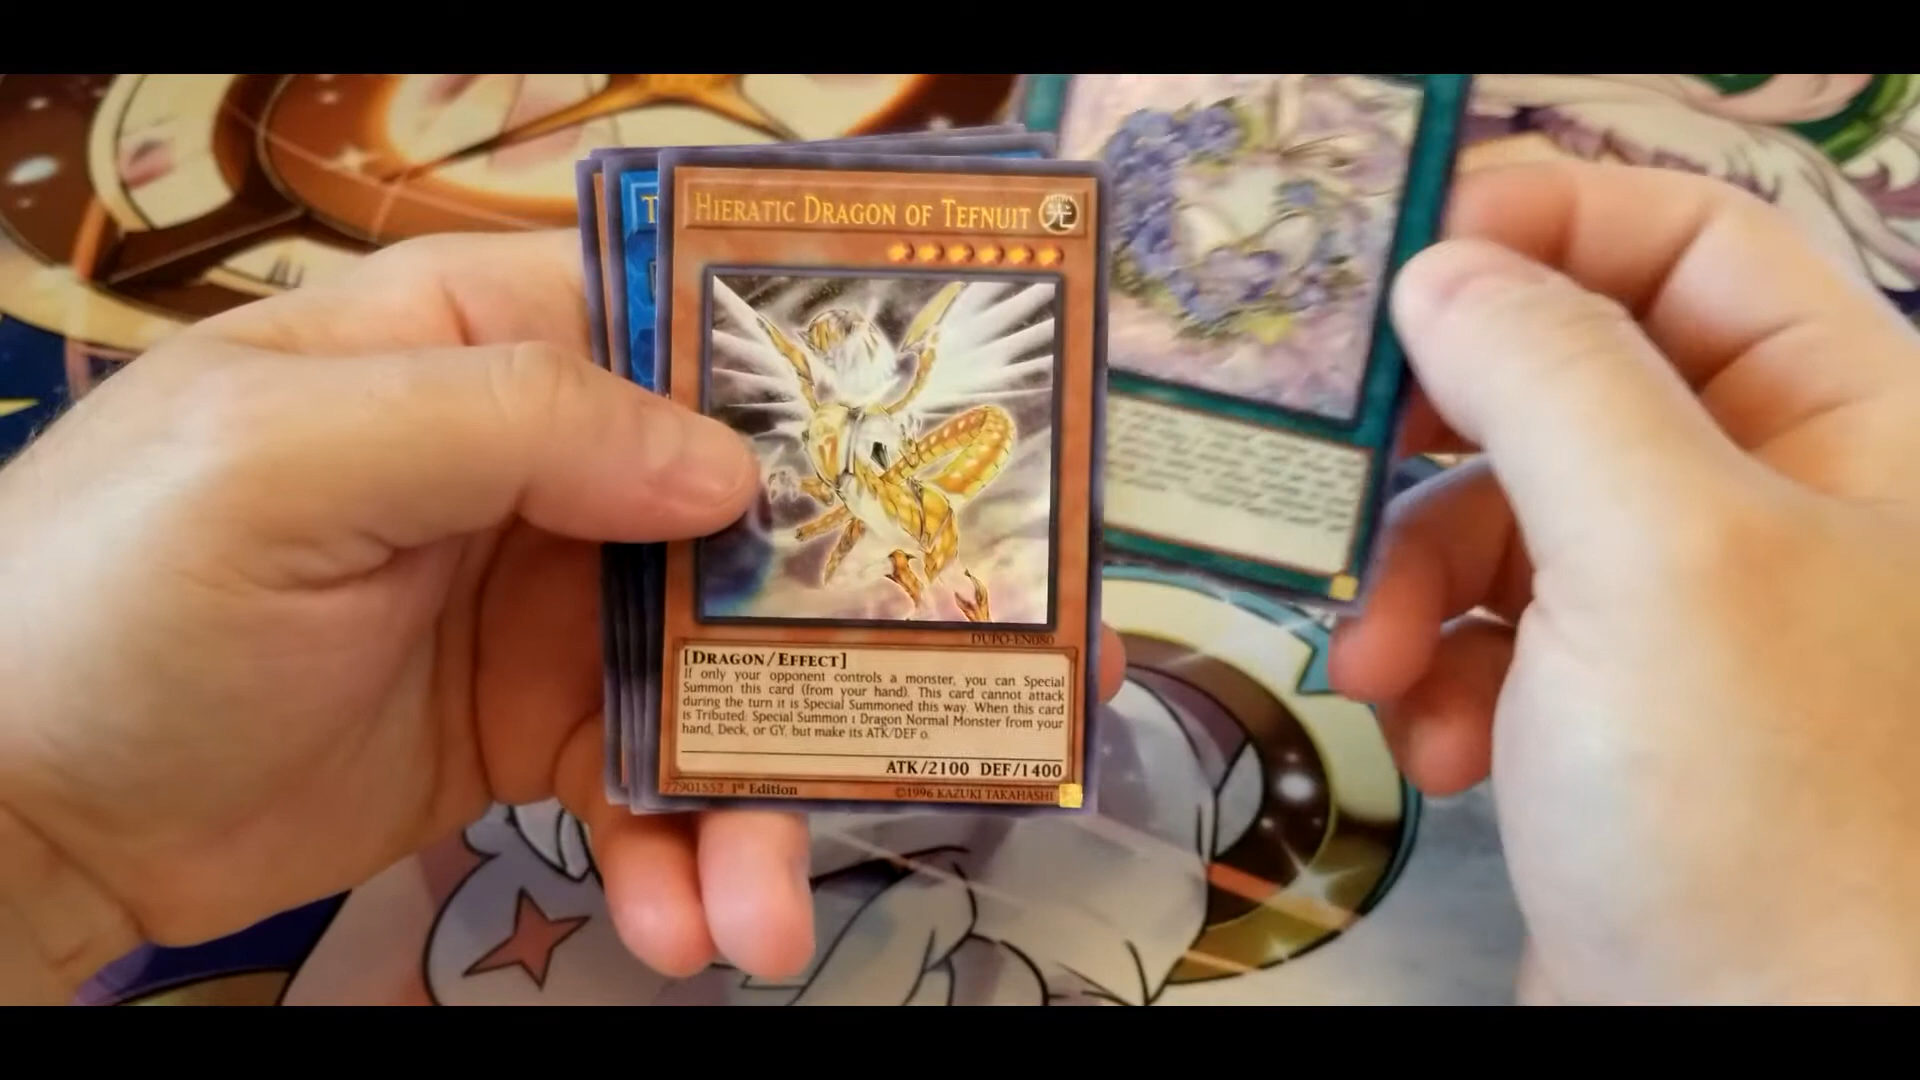 T
HIERATIC DRAGON OF TEFNUIT
光
DUPO-EN080
[DRAGON/EFFECT]
If only your opponent controls a monster, you can Special
Summon this card (from your hand). This card cannot attack
during the turn it is Special Summoned this way. When this card
is Tributed: Special Summon 1 Dragon Normal Monster from your
hand, Deck, or GY, but make its ATK/DEF 0.
ATK/2100 DEF/1400
77901552 1st Edition
©1996 KAZUKI TAKAHASHI